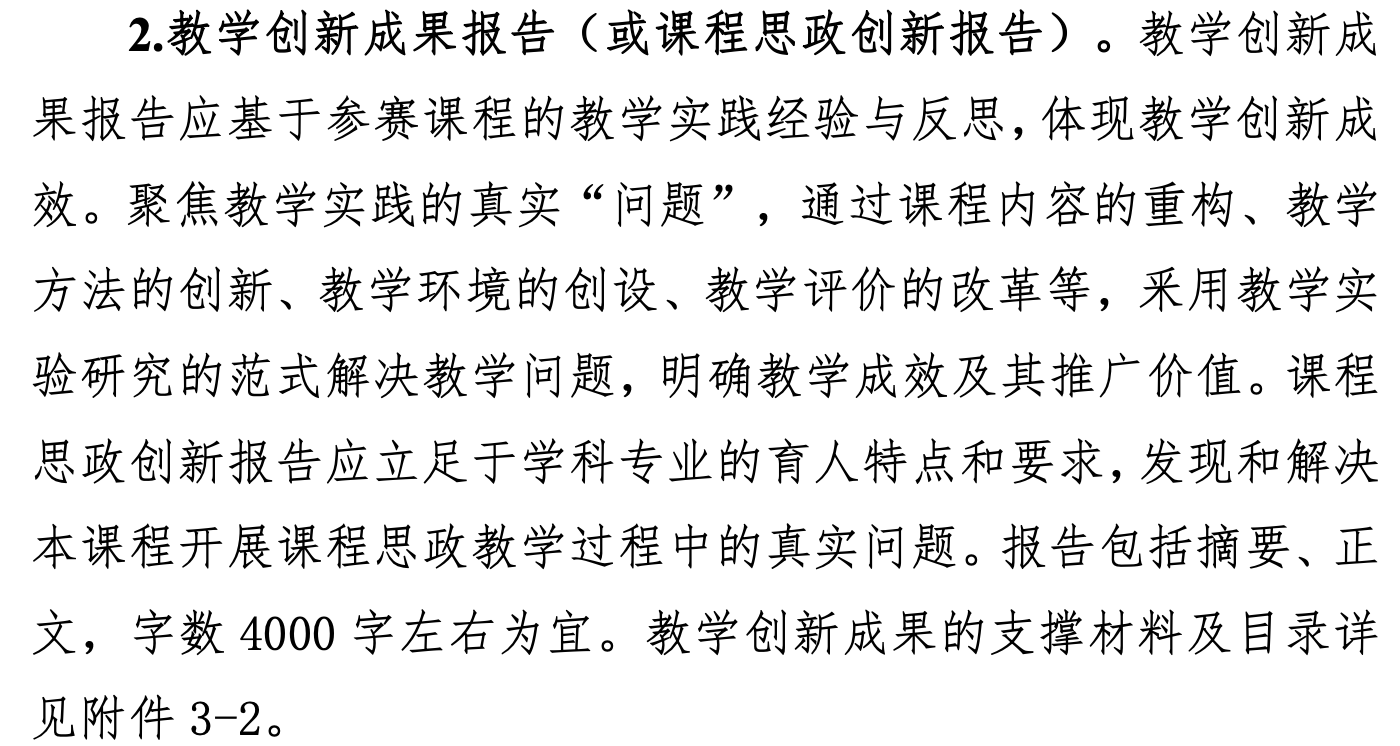 2.教学创新成果报告（或课程思政创新报告）。教学创新成
果报告应基于参赛课程的教学实践经验与反思，体现教学创新成
效。聚焦教学实践的真实“问题”，通过课程内容的重构、教学
方法的创新、教学环境的创设、教学评价的改革等，采用教学实
验研究的范式解决教学问题，明确教学成效及其推广价值。课程
思政创新报告应立足于学科专业的育人特点和要求，发现和解决
本课程开展课程思政教学过程中的真实问题。报告包括摘要、正
文，字数 4000 字左右为宜。教学创新成果的支撑材料及目录详
见附件 3-2。